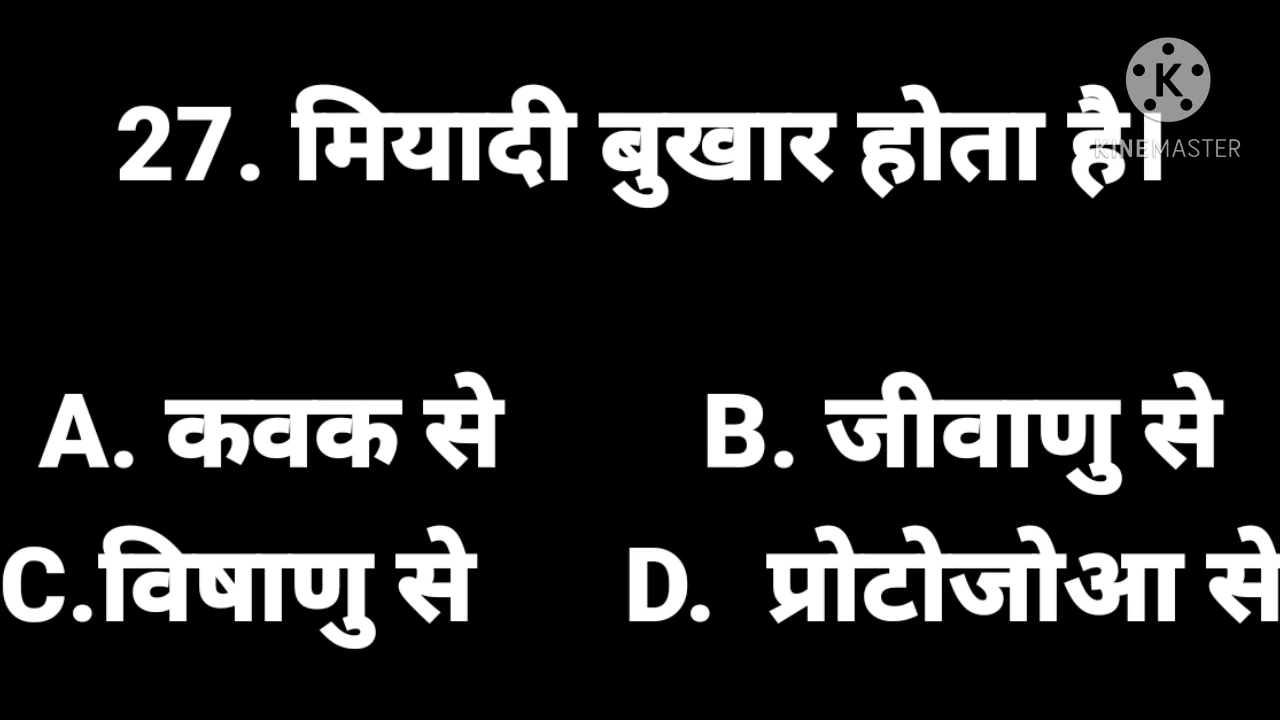 27. मियादी बुखार होता है।
K
KINEMASTER
A. कवक से B. जीवाणु से
C.विषाणु से D. प्रोटोजोआ से